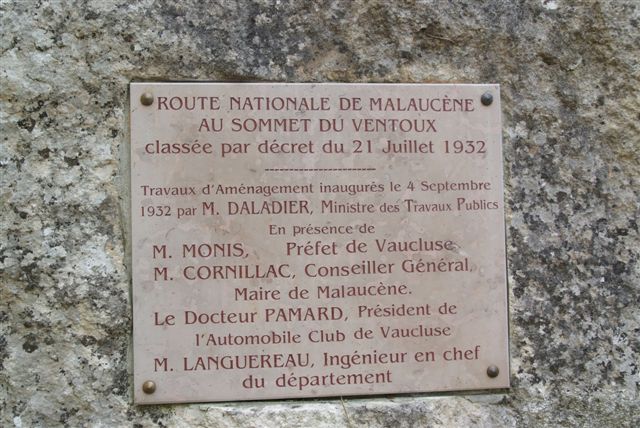 ROUTE NATIONALE DE MALAUCÈNE
AU SOMMET DU VENTOUX
classée par décret du 21 Juillet 1932
Travaux d'Aménagement inaugurés le 4 Septembre
1932 par M. DALADIER, Ministre des Travaux Publics
En présence de
M. MONIS, Préfet de Vaucluse.
M. CORNILLAC, Conseiller Général,
Maire de Malaucène.
Le Docteur PAMARD, Président de
l'Automobile Club de Vaucluse
M. LANGUEREAU, Ingénieur en chef
du département